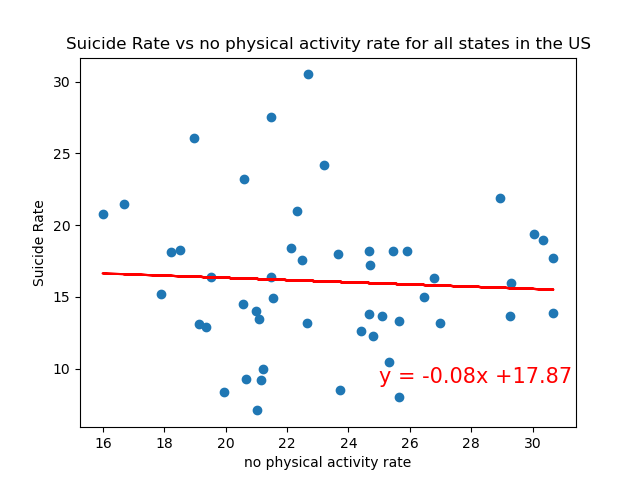 Suicide Rate vs no physical activity rate for all states in the US
30
25
20
15
10
Suicide Rate
y = -0.08x +17.87
16 18 20 22 24 26 28 30
no physical activity rate